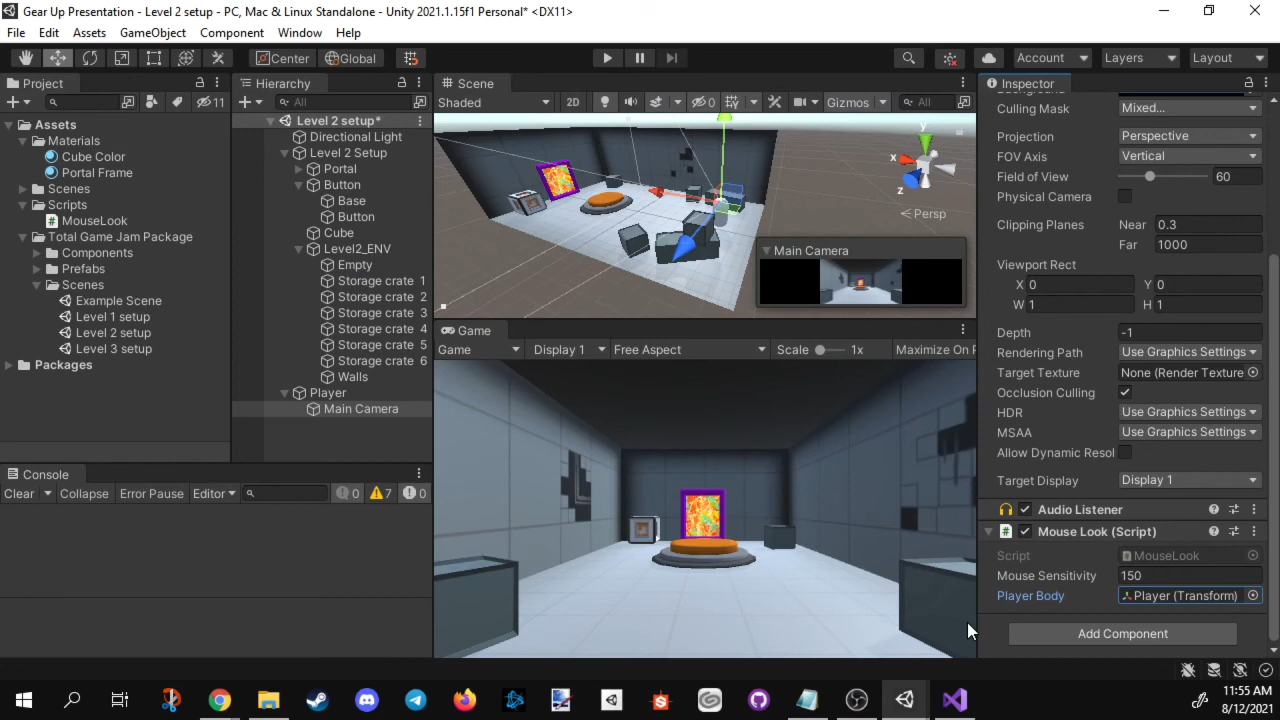 Gear Up Presentation - Level 2 setup - PC, Mac & Linux Standalone - Unity 2021.1.15f1 Personal* <DX11>
File Edit Assets GameObject Component Window Help
Center Global Account Layers Layout
Project
11
Assets
Materials
Cube Color
Portal Frame
Scenes
Scripts
MouseLook
Total Game Jam Package
Components
Prefabs
Scenes
Example Scene
Level 1 setup
Level 2 setup
Level 3 setup
Packages
Hierarchy
All
Level 2 setup*
Directional Light
Level 2 Setup
Portal
Button
Base
Button
Cube
Level2_ENV
Empty
Storage crate 1
Storage crate 2
Storage crate 3
Storage crate 4
Storage crate 5
Storage crate 6
Walls
Player
Main Camera
Console
Clear Collapse Error Pause Editor 0 7 0
Scene
Shaded 2D 0 Gizmos All
y
x
z
Persp
Main Camera
Game
Game Display 1 Free Aspect Scale 1x Maximize On P
Inspector
Culling Mask Mixed...
Projection Perspective
FOV Axis Vertical
Field of View 60
Physical Camera
Clipping Planes Near 0.3
Far 1000
Viewport Rect
X 0 Y 0
W 1 H 1
Depth -1
Rendering Path Use Graphics Settings
Target Texture None (Render Texture
Occlusion Culling
HDR Use Graphics Settings
MSAA Use Graphics Settings
Allow Dynamic Resol
Target Display Display 1
Audio Listener
# Mouse Look (Script)
Script MouseLook
Mouse Sensitivity 150
Player Body Player (Transform)
Add Component
11:55 AM
8/12/2021